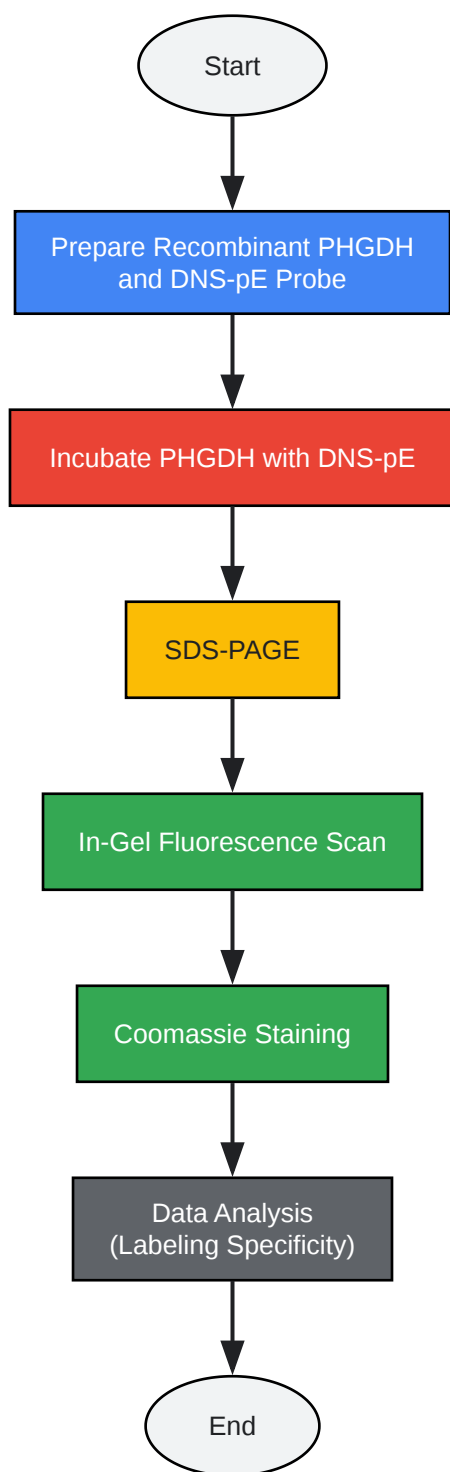 Start
Prepare Recombinant PHGDH
and DNS-pE Probe
Incubate PHGDH with DNS-pE
SDS-PAGE
In-Gel Fluorescence Scan
Coomassie Staining
Data Analysis
(Labeling Specificity)
End